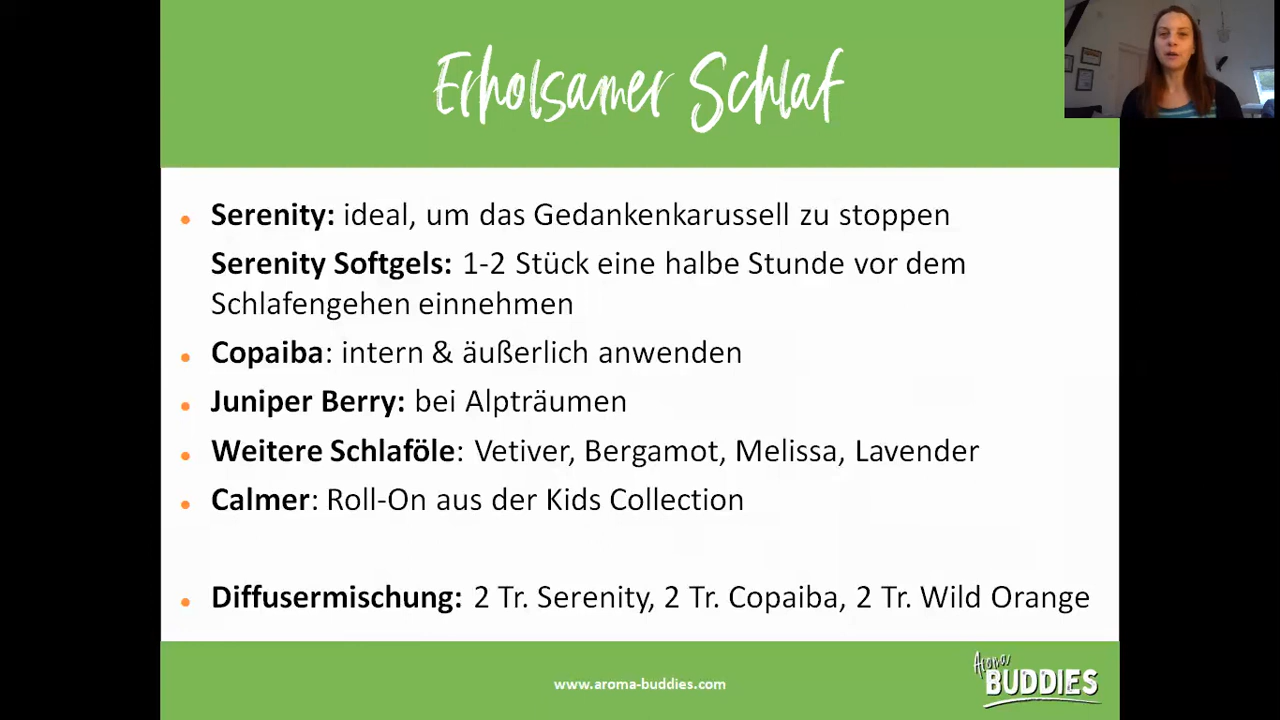 Erholsamer Schlaf
Serenity: ideal, um das Gedankenkarussell zu stoppen
Serenity Softgels: 1-2 Stück eine halbe Stunde vor dem
Schlafengehen einnehmen
Copaiba: intern & äußerlich anwenden
Juniper Berry: bei Alpträumen
Weitere Schlaföle: Vetiver, Bergamot, Melissa, Lavender
Calmer: Roll-On aus der Kids Collection
Diffusermischung: 2 Tr. Serenity, 2 Tr. Copaiba, 2 Tr. Wild Orange
www.aroma-buddies.com
Aroma
BUDDIES